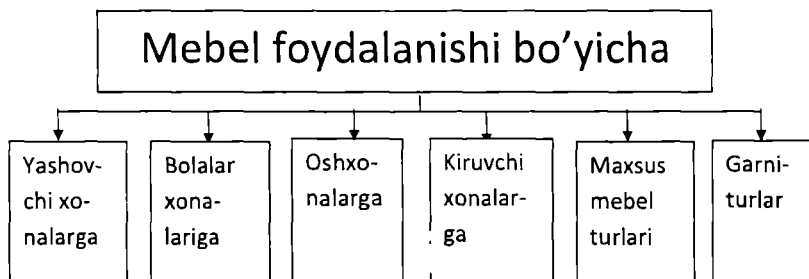 Mebel foydalanishi bo'yicha
Yashov-
chi xo-
nalarga
Bolalar
xona-
lariga
Oshxo-
nalarga
Kiruvchi
xonalar-
ga
Maxsus
mebel
turlari
Garni-
turlar